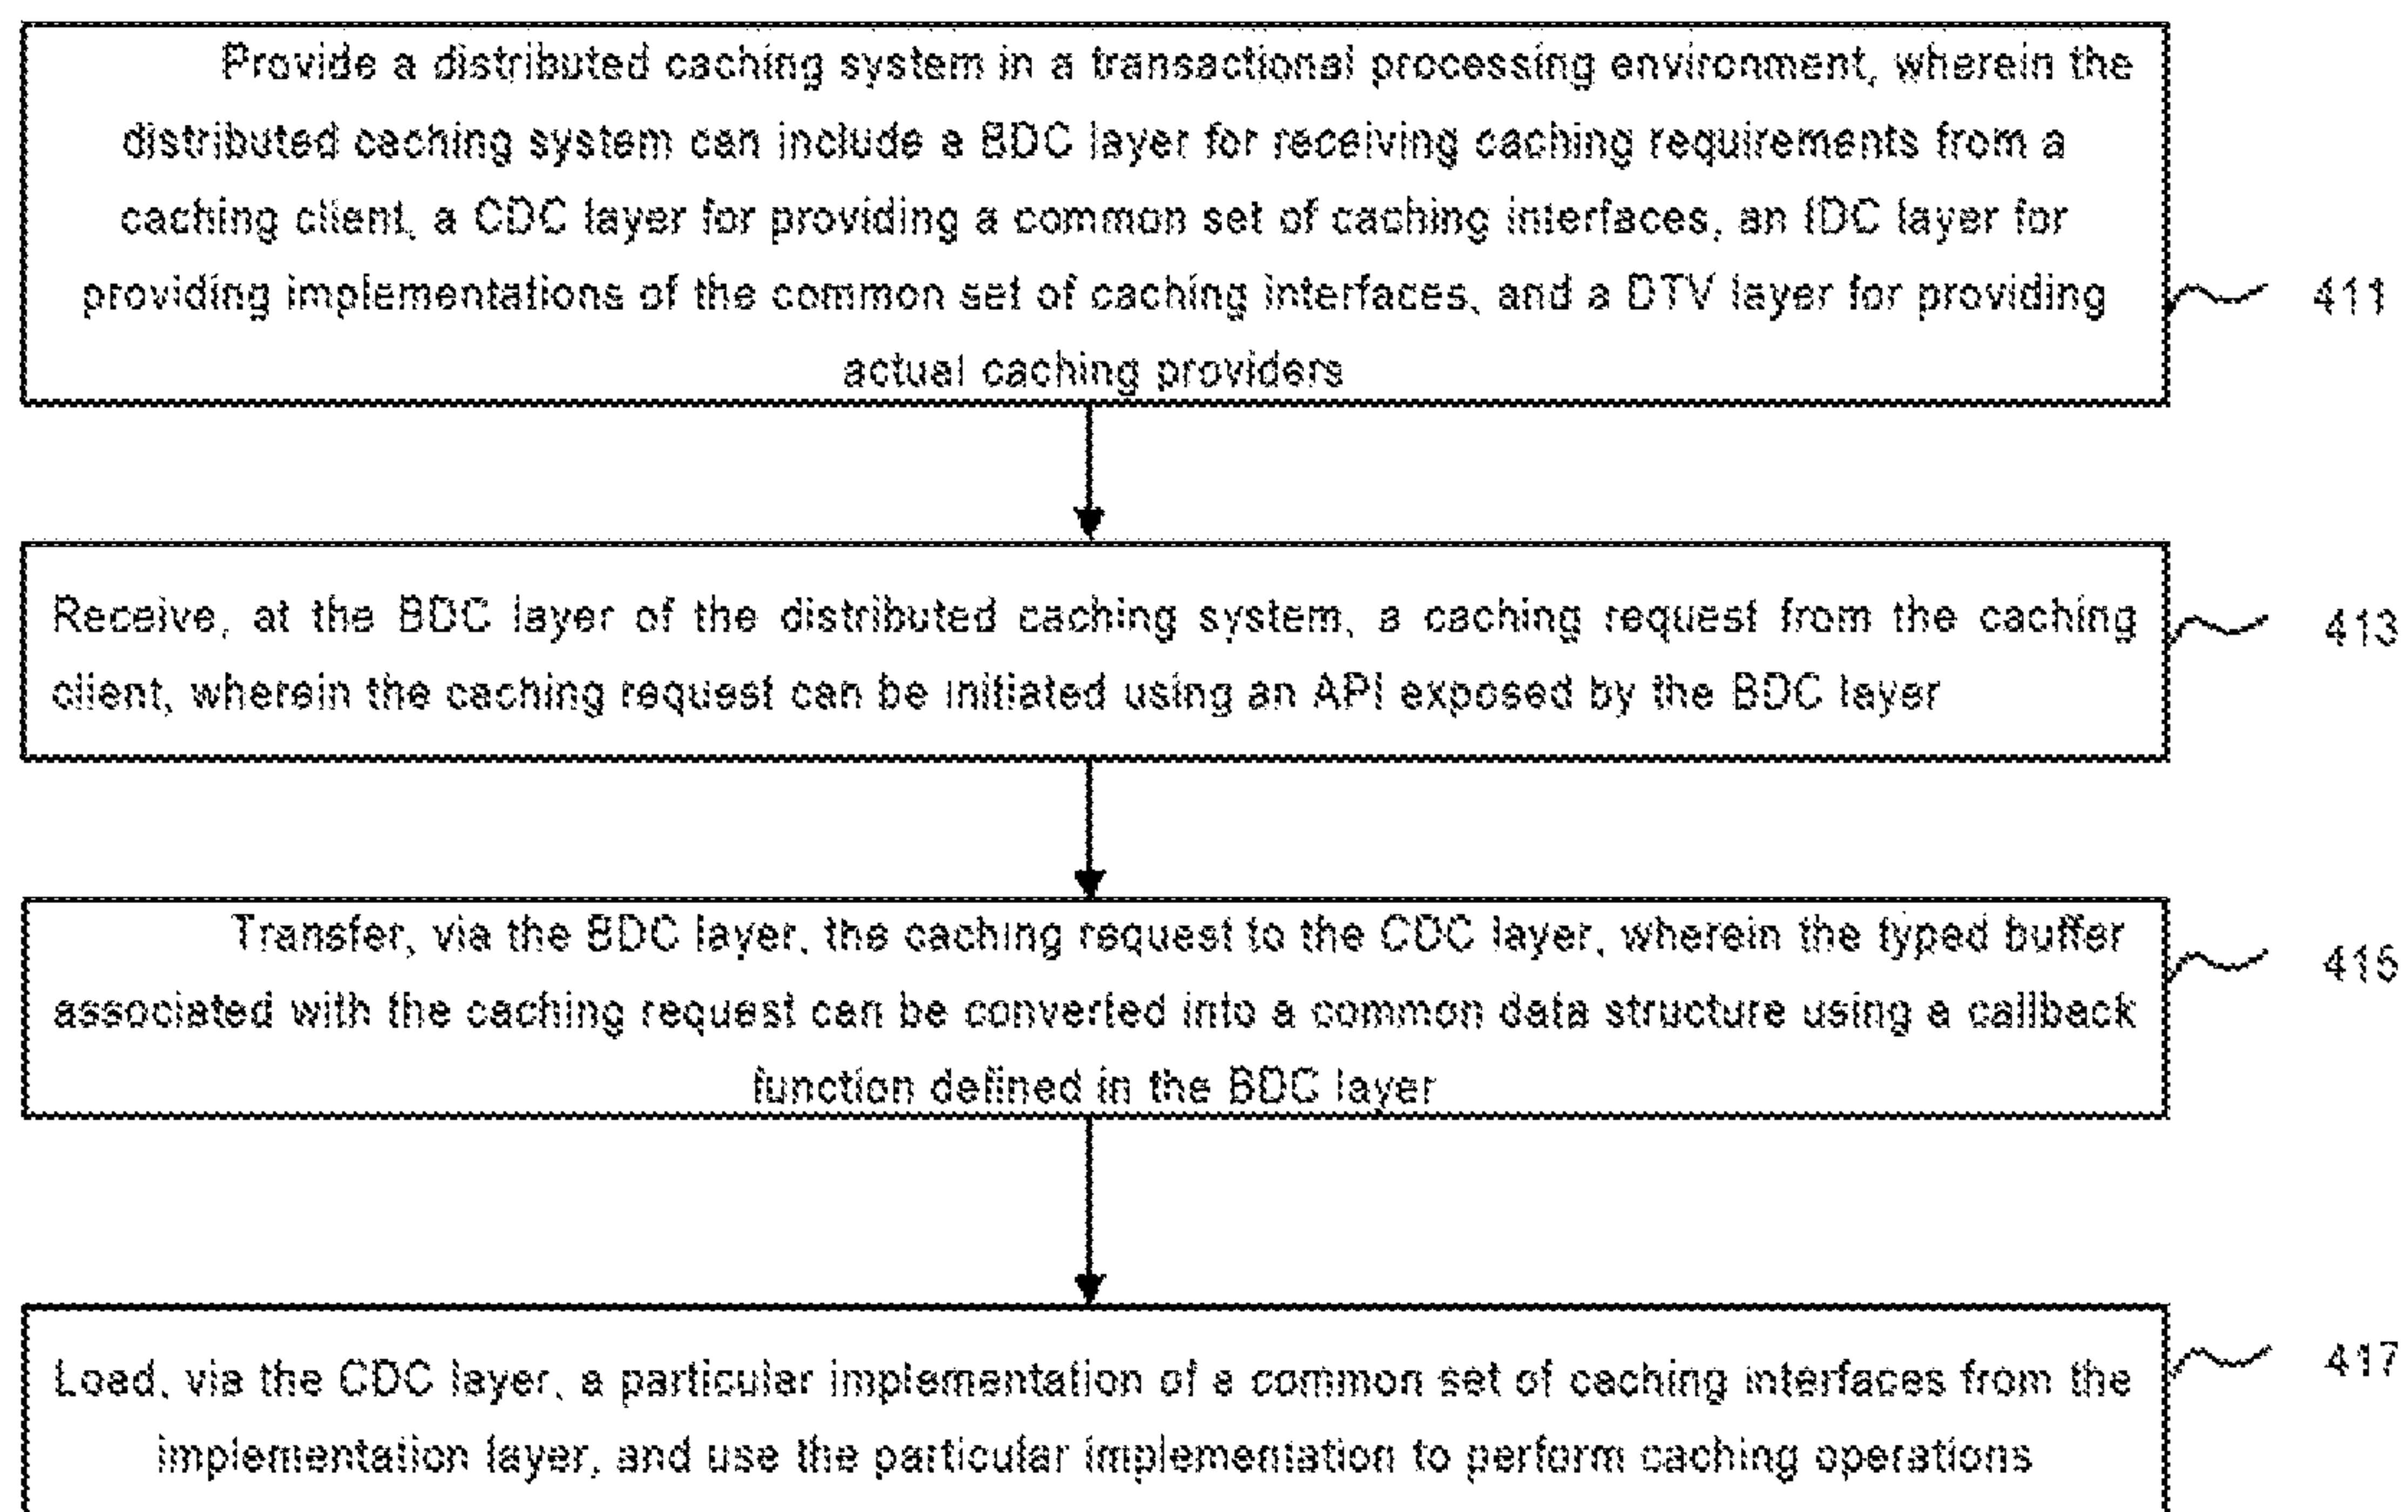 Provide a distributed caching system in a transactional processing environment, wherein the
distributed caching system can include a BDC layer for receiving caching requirements from a
caching client, a CDC layer for providing a common set of caching interfaces, an IDC layer for
providing implementations of the common set of caching interfaces, and a DTV layer for providing
actual caching providers
411
Receive, at the BDC layer of the distributed caching system, a caching request from the caching
client, wherein the caching request can be initiated using an API exposed by the BDC layer
413
Transfer, via the BDC layer, the caching request to the CDC layer, wherein the typed buffer
associated with the caching request can be converted into a common data structure using a callback
function defined in the BDC layer
415
Load, via the CDC layer, a particular implementation of a common set of caching interfaces from the
implementation layer, and use the particular implementation to perform caching operations
417